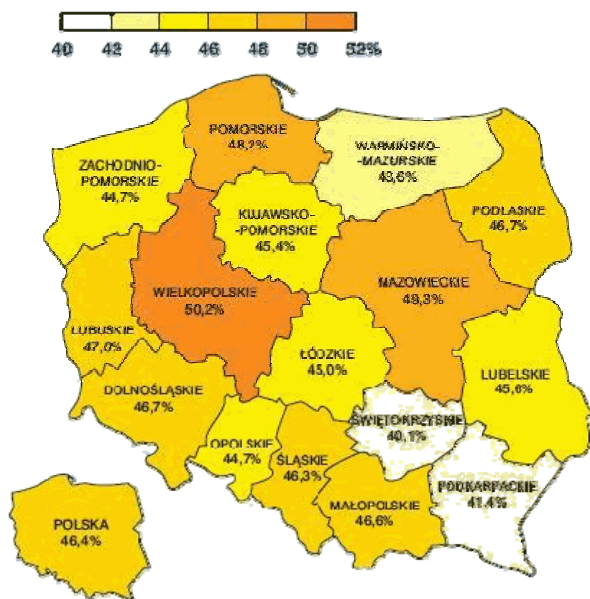 40 42 44 46 48 50 52%
POMORSKIE
48,2%
WARMIŃSKO-
-MAZURSKIE
43,6%
ZACHODNIO-
POMORSKIE
44,7%
KUJAWSKO-
-POMORSKIE
45,4%
PODLASKIE
46,7%
WIELKOPOLSKIE
50,2%
MAZOWIECKIE
49,3%
LUBUSKIE
47,0%
ŁÓDZKIE
45,0%
LUBELSKIE
45,6%
DOLNOŚLĄSKIE
46,7%
ŚWIĘTOKRZYSKIE
40,1%
OPOLSKIE
44,7%
ŚLĄSKIE
46,3%
PODKARPACKIE
41,4%
MAŁOPOLSKIE
46,6%
POLSKA
46,4%